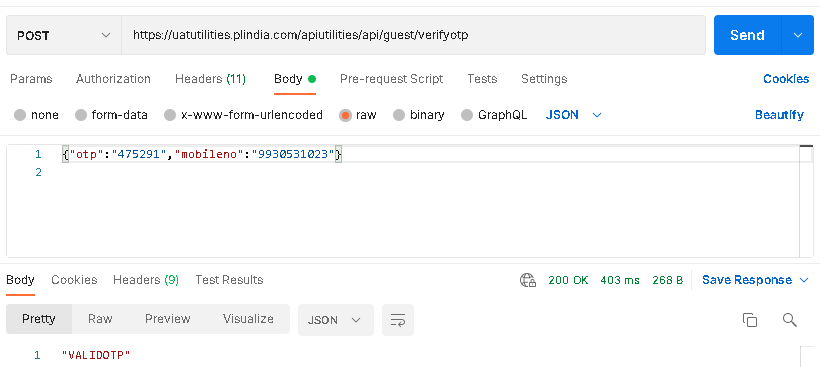 POST https://uatutilities.plindia.com/apiutilities/api/guest/verifyotp Send
Params Authorization Headers (11) Body Pre-request Script Tests Settings Cookies
none form-data x-www-form-urlencoded raw binary GraphQL JSON Beautify
1 {"otp":"475291","mobileno":"9930531023"}
2
Body Cookies Headers (9) Test Results 200 OK 403 ms 268 B Save Response
Pretty Raw Preview Visualize JSON
1 "VALIDOTP"